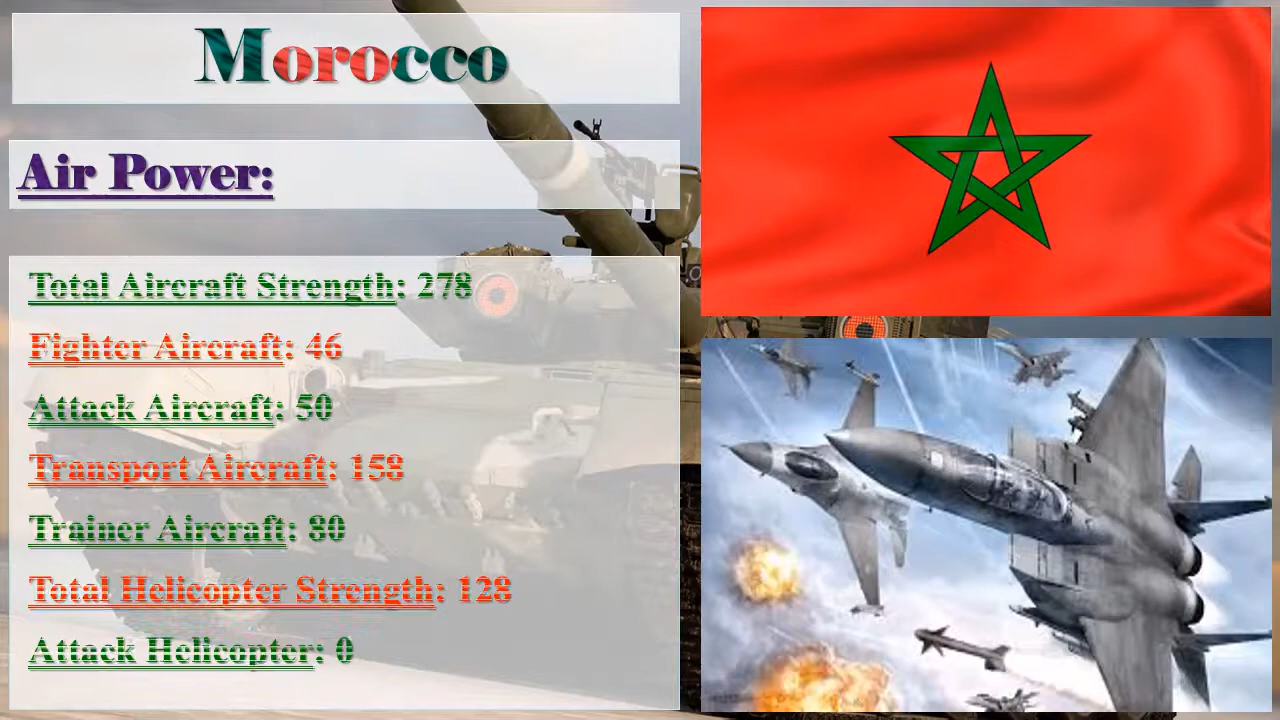 Morocco
Air Power:
Total Aircraft Strength: 278
Fighter Aircraft: 46
Attack Aircraft: 50
Transport Aircraft: 158
Trainer Aircraft: 80
Total Helicopter Strength: 128
Attack Helicopter: 0